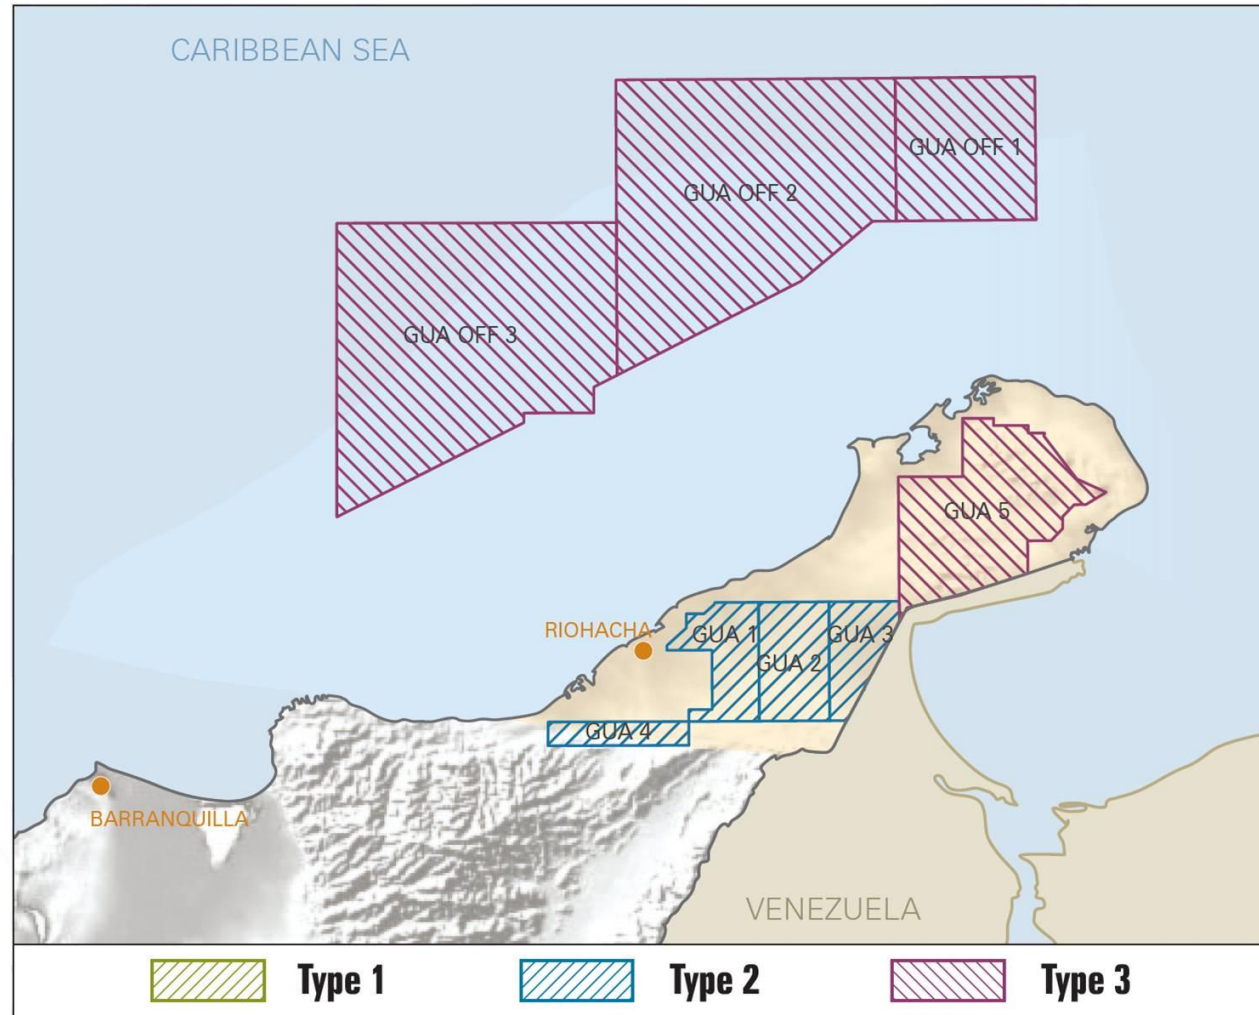 CARIBBEAN SEA
GUA OFF 1
GUA OFF 2
GUA OFF 3
GUA 5
RIOHACHA
GUA 1
GUA 3
GUA 2
GUA 4
BARRANQUILLA
VENEZUELA
Type 1
Type 2
Type 3